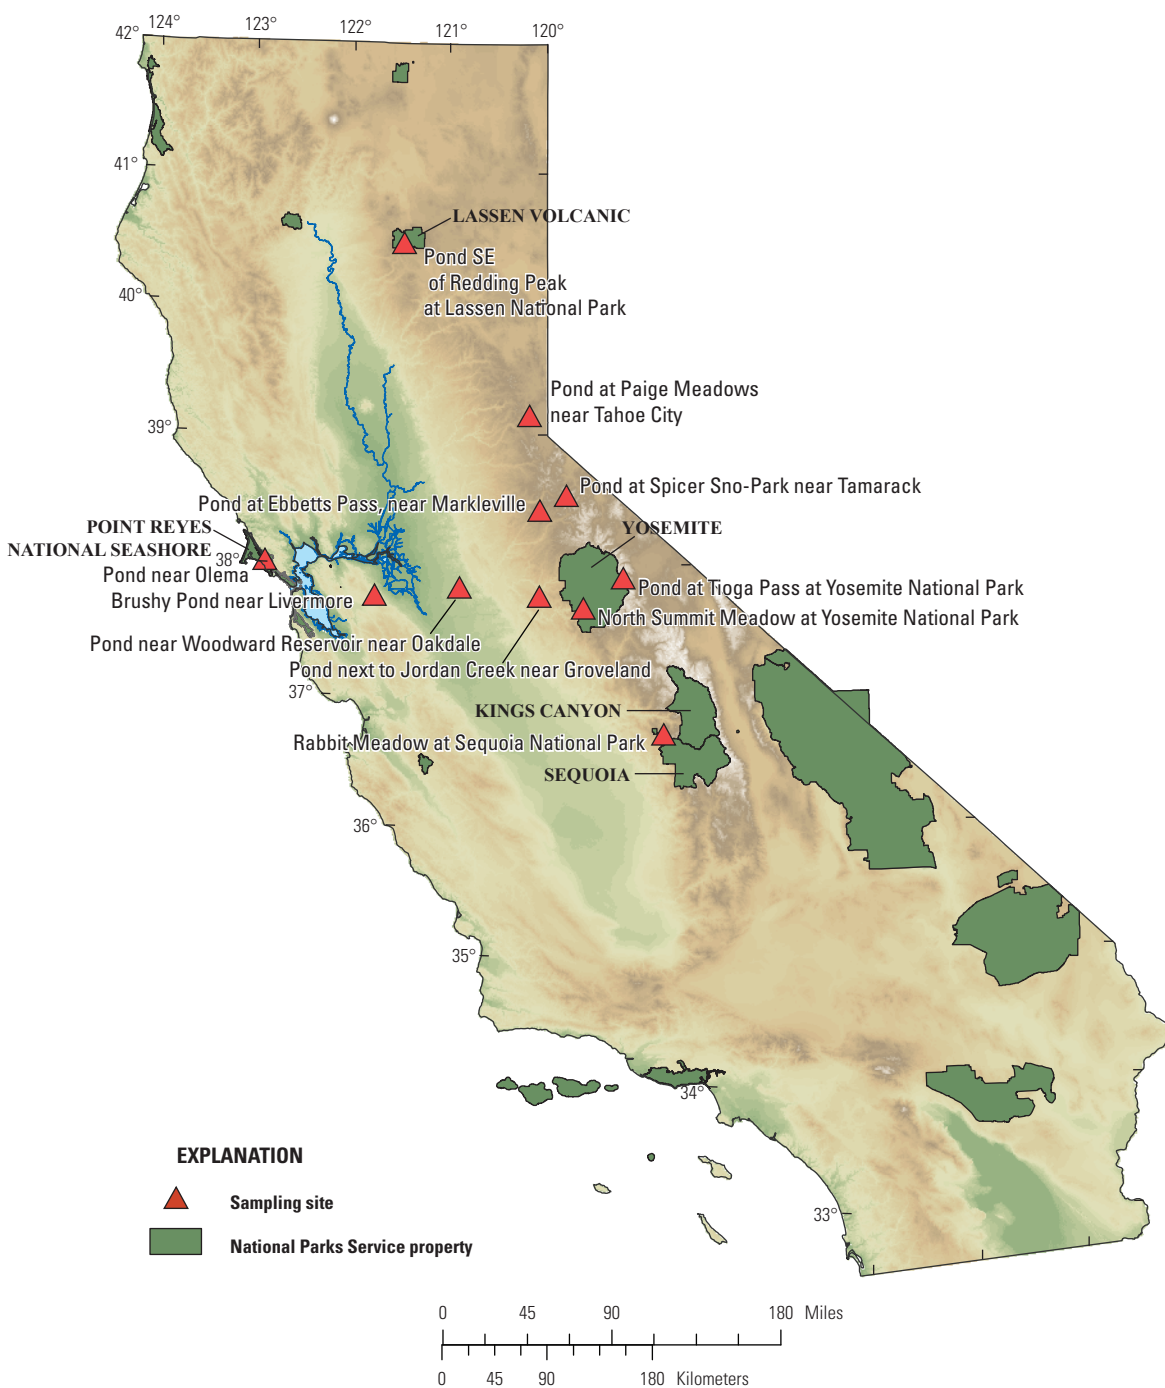 124°
123°
122°
121°
120°
42°
41°
LASSEN VOLCANIC
Pond SE
of Redding Peak
at Lassen National Park
40°
Pond at Paige Meadows
near Tahoe City
39°
Pond at Spicer Sno-Park near Tamarack
Pond at Ebbetts Pass, near Markleville
POINT REYES
NATIONAL SEASHORE
YOSEMITE
38°
Pond near Olema
Pond at Tioga Pass at Yosemite National Park
Brushy Pond near Livermore
North Summit Meadow at Yosemite National Park
Pond near Woodward Reservoir near Oakdale
Pond next to Jordan Creek near Groveland
37°
KINGS CANYON
Rabbit Meadow at Sequoia National Park
SEQUOIA
36°
35°
34°
33°
EXPLANATION
Sampling site
National Parks Service property
0 45 90 180 Miles
0 45 90 180 Kilometers